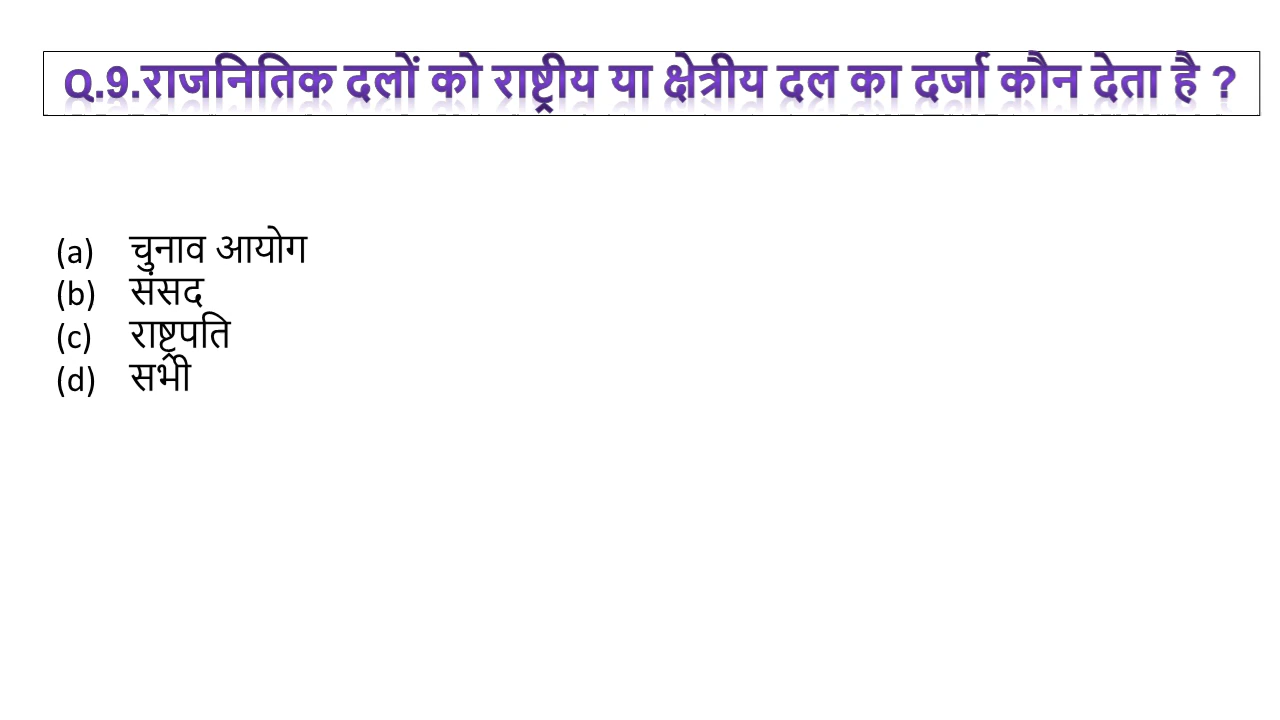 Q.9.राजनितिक दलों को राष्ट्रीय या क्षेत्रीय दल का दर्जा कौन देता है ?
(a) चुनाव आयोग
(b) संसद
(c) राष्ट्रपति
(d) सभी